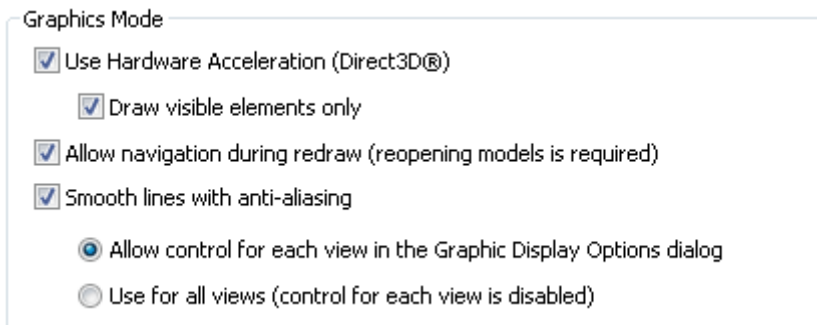 Graphics Mode
Use Hardware Acceleration (Direct3D®)
Draw visible elements only
Allow navigation during redraw (reopening models is required)
Smooth lines with anti-aliasing
Allow control for each view in the Graphic Display Options dialog
Use for all views (control for each view is disabled)